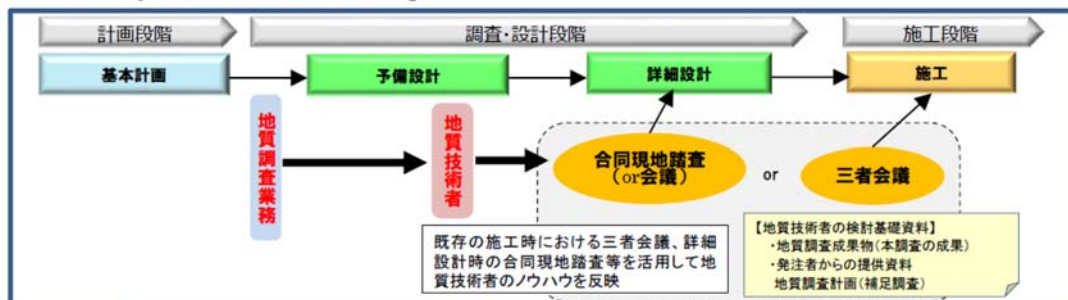 計画段階
調査・設計段階
施工段階
基本計画
予備設計
詳細設計
施工
地質調査業務
地質技術者
合同現地踏査
（or会議）
or
三者会議
既存の施工時における三者会議、詳細
設計時の合同現地踏査等を活用して地
質技術者のノウハウを反映
【地質技術者の検討基礎資料】
・地質調査成果物(本調査の成果)
・発注者からの提供資料
地質調査計画(補足調査)